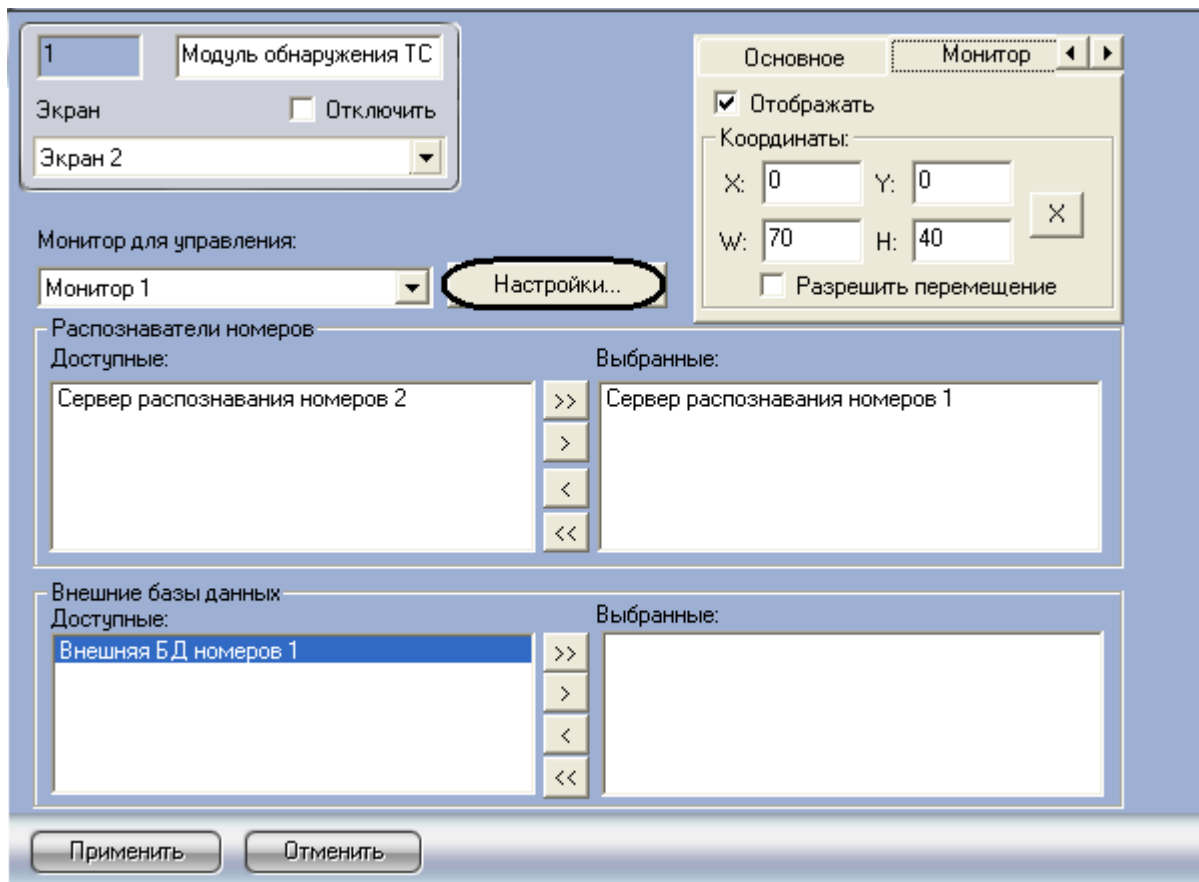 1
Модуль обнаружения ТС
Экран
Отключить
Экран 2
Основное
Монитор
Отображать
Координаты:
X: 0 Y: 0
X
W: 70 H: 40
Разрешить перемещение
Монитор для управления:
Монитор 1
Настройки...
Распознаватели номеров
Доступные:
Выбранные:
Сервер распознавания номеров 2
>>
Сервер распознавания номеров 1
>
<
<<
Внешние базы данных
Доступные:
Выбранные:
Внешняя БД номеров 1
>>
>
<
<<
Применить
Отменить